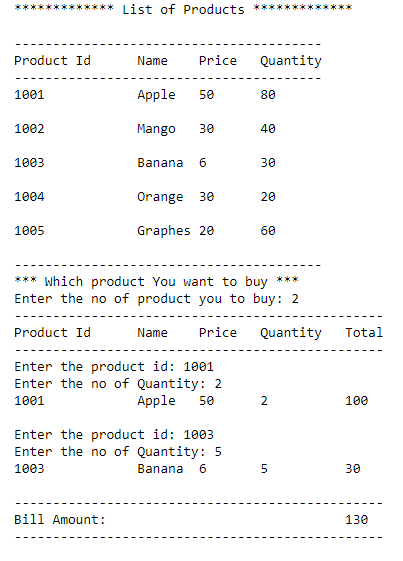 ************* List of Products *************
----------------------------------------
Product Id      Name    Price   Quantity
----------------------------------------
1001            Apple   50      80
1002            Mango   30      40
1003            Banana  6       30
1004            Orange  30      20
1005            Graphes 20      60
----------------------------------------
*** Which product You want to buy ***
Enter the no of product you to buy: 2
------------------------------------------------
Product Id      Name    Price   Quantity   Total
------------------------------------------------
Enter the product id: 1001
Enter the no of Quantity: 2
1001            Apple   50      2          100
Enter the product id: 1003
Enter the no of Quantity: 5
1003            Banana  6       5          30
------------------------------------------------
Bill Amount:                               130
------------------------------------------------